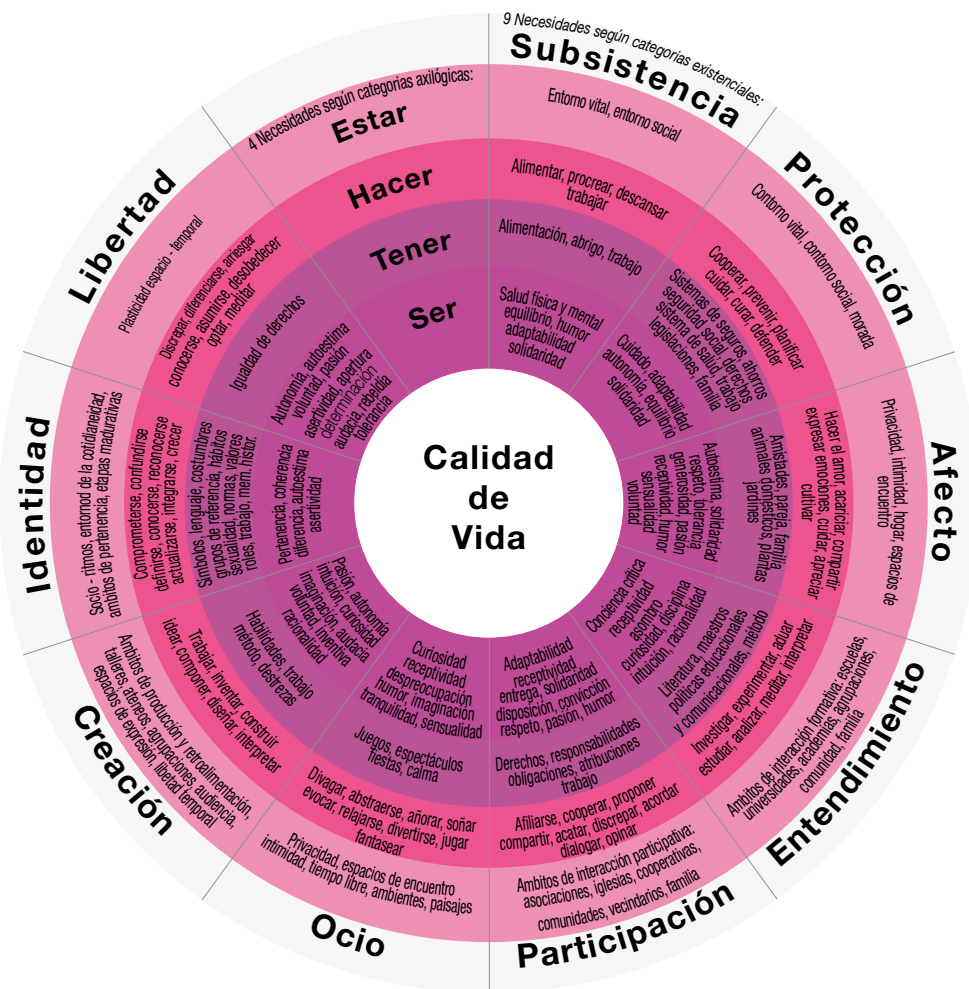 9 Necesidades según categorias existenciales:
Subsistencia
Entorno vital, entorno social
Alimentar, procrear, descansar
trabajar
Alimentación, abrigo, trabajo
Salud física y mental
equilibrio, humor
adaptabilidad
solidaridad
Protección
Contorno vital, contorno social, morada
Cooperar, prevenir, planificar
cuidar, curar, defender
Sistemas de seguros, ahorros
seguridad social, derechos
sistema de salud, trabajo
legislaciones, familia
Cuidado, adaptabilidad
autonomía, equilibrio
solidaridad
Afecto
Privacidad, intimidad, hogar, espacios de
encuentro
Hacer el amor, acariciar, compartir
expresar emociones, cuidar, apreciar
cultivar
Amistades, pareja, familia
animales domesticos, plantas
jardines
Autoestima, solidaridad
respeto, tolerancia
generosidad, pasion
receptividad, humor
sensualidad
voluntad
Entendimiento
Ambitos de interacción formativa: escuelas,
universidades, academias, agrupaciones,
comunidad, familia
Investigar, experimentar, aduar
estudiar, analizar, meditar, interpretar
Literatura, maestros
politicas educacionales
y comunicacionales, método
Conciencia critica
receptividad
asombro
curiosidad, disciplina
intuición, racionalidad
Participación
Ambitos de interacción participativa:
asociaciones, iglesias, cooperativas,
comunidades, vecindarios, familia
Afiliarse, cooperar, proponer
compartir, acatar, discrepar, acordar
dialogar, opinar
Derechos, responsabilidades
obligaciones, atribuciones
trabajo
Adaptabilidad
receptividad
entrega, solidaridad
disposición, convicción
respeto, pasión, humor
Ocio
Privacidad, espacios de encuentro
intimidad, tiempo libre, ambientes, paisajes
Divagar, abstraerse, añorar, soñar
evocar, relajarse, divertirse, jugar
fantasear
Juegos, espectáculos
fiestas, calma
Curiosidad
receptividad
despreocupación
humor, imaginación
tranquilidad, sensualidad
Creación
Ambitos de producción y retroalimentación,
talleres, ateneos, agrupaciones, audiencia,
espacios de expresión, libetad temporal
Trabajar, inventar, construir
idear, componer, diseñar, interpretar
Habilidades, trabajo
método, destrezas
Pasión, autonomia
intuición, curiosidad
imaginacion, audacia
voluntad, inventiva
racionalidad
Identidad
Socio - ritmos, entornod de la cotidianeidad,
ambitos de pertenencia, etapas madurativas
Comprometerse, confundirse
definirse, conocerse, reconocerse
actualizarse, integrarse, crecer
Símbolos, lenguaje, costumbres
grupos de referencia, hábitos
sexualidad, normas, valores
roles, trabajo, mem. histor.
Pertenencia, coherencia
diferencia, autoestima
asertividad
Libertad
Plasticidad espacio - temporal
Discrepar, diferenciarse, arriesgar
conocerse, asumirse, desobedecer
optar, meditar
Igualdad de derechos
Autonomía, autoestima
voluntad, pasión
asertividad, apertura
determinación
audacia, rebeldia
tolerancia
4 Necesidades según categorias axilógicas:
Estar
Hacer
Tener
Ser
Calidad
de
Vida